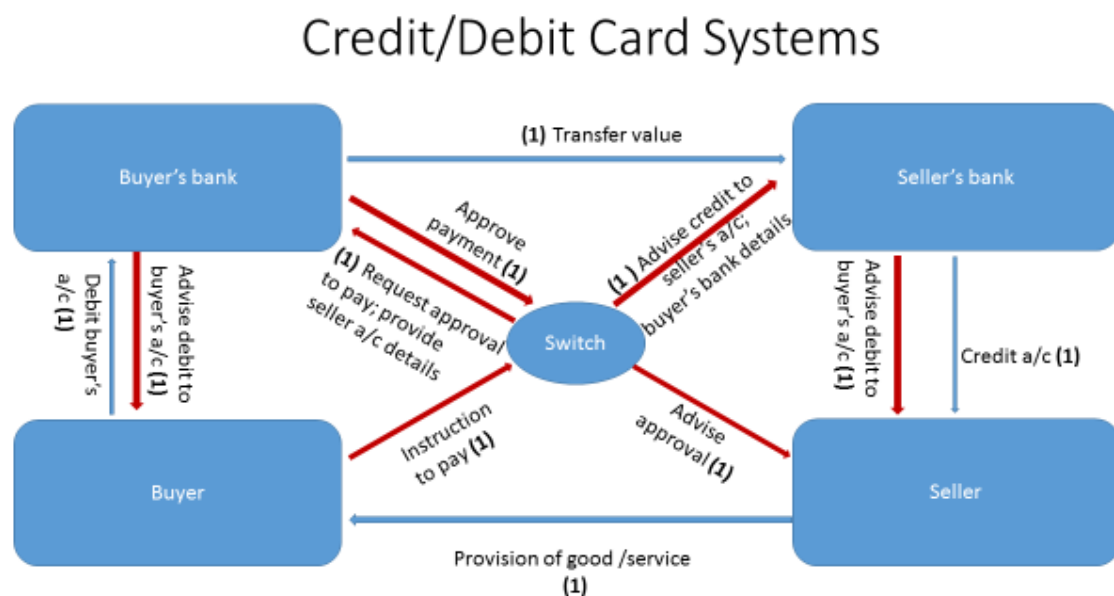 Credit/Debit Card Systems
Buyer's bank
(1) Transfer value
Seller's bank
Approve
payment (1)
(1) Request approval
to pay; provide
seller a/c details
(1 ) Advise credit to
seller's a/c;
buyer's bank details
Debit buyer's
a/c (1)
Advise debit to
buyer's a/c (1)
Switch
Advise debit to
buyer's a/c (1)
Credit a/c (1)
Instruction
to pay (1)
Advise
approval (1)
Buyer
Seller
Provision of good /service
(1)